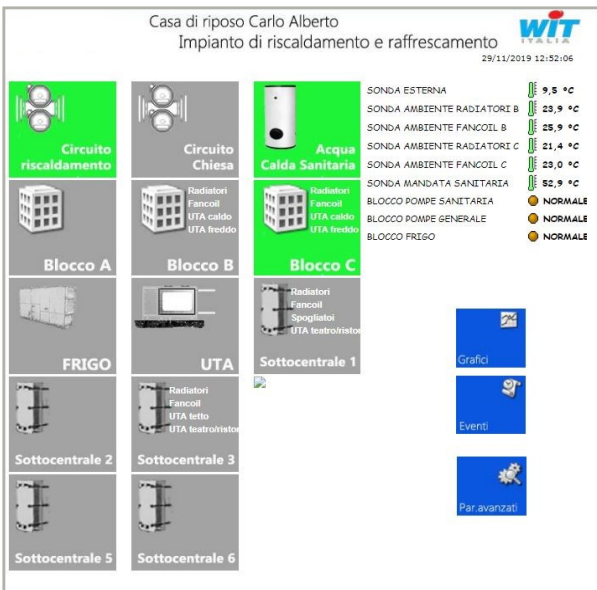 Casa di riposo Carlo Alberto
Impianto di riscaldamento e raffrescamento
WIT
ITALIA
29/11/2019 12:52:06
Circuito
riscaldamento
Circuito
Chiesa
Acqua
Calda Sanitaria
SONDA ESTERNA 9,5 °C
SONDA AMBIENTE RADIATORI B 23,9 °C
SONDA AMBIENTE FANCOIL B 25,9 °C
SONDA AMBIENTE RADIATORI C 21,4 °C
SONDA AMBIENTE FANCOIL C 23,0 °C
SONDA MANDATA SANITARIA 52,9 °C
BLOCCO POMPE SANITARIA NORMALE
BLOCCO POMPE GENERALE NORMALE
BLOCCO FRIGO NORMALE
Blocco A
Radiatori
Fancoil
UTA caldo
UTA freddo
Blocco B
Radiatori
Fancoil
UTA caldo
UTA freddo
Blocco C
FRIGO
UTA
Radiatori
Fancoil
Spogliatoi
UTA teatro/ristor
Sottocentrale 1
Grafici
Sottocentrale 2
Radiatori
Fancoil
UTA tetto
UTA teatro/ristor
Sottocentrale 3
Eventi
Sottocentrale 5
Sottocentrale 6
Par.avanzati